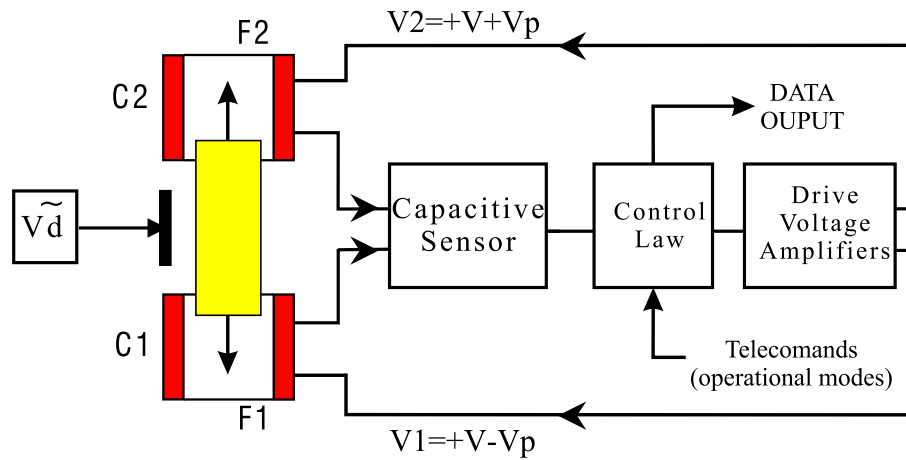 V2=+V+Vp
F2
C2
DATA
OUPUT
Vd~
Capacitive
Sensor
Control
Law
Drive
Voltage
Amplifiers
C1
Telecomands
(operational modes)
F1
V1=+V-Vp